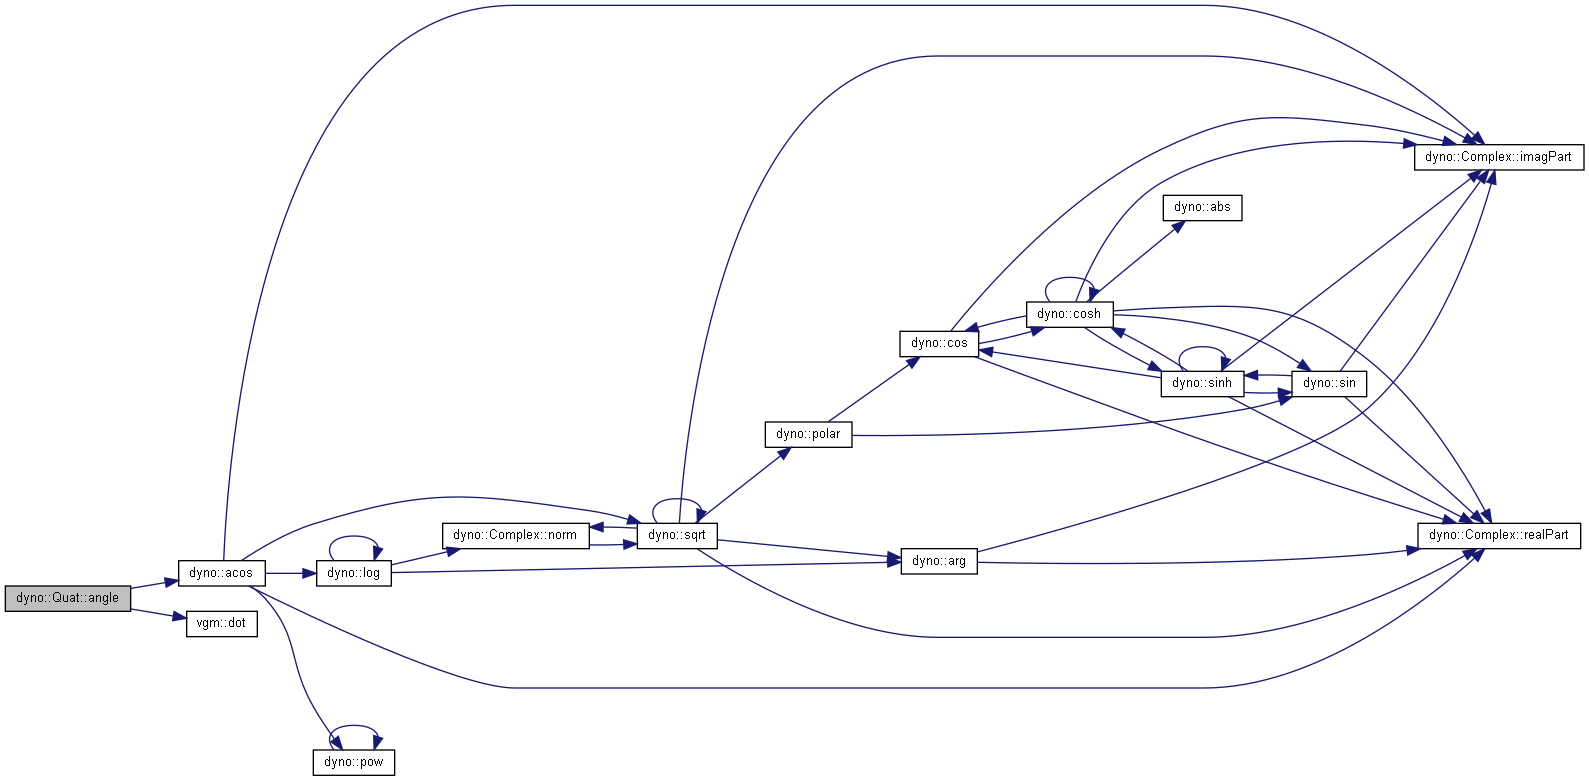 dyno::Complex::imagPart
dyno::abs
dyno::cosh
dyno::cos
dyno::sinh
dyno::sin
dyno::polar
dyno::Complex::norm
dyno::sqrt
dyno::Complex::realPart
dyno::arg
dyno::acos
dyno::log
dyno::Quat::angle
vgm::dot
dyno::pow